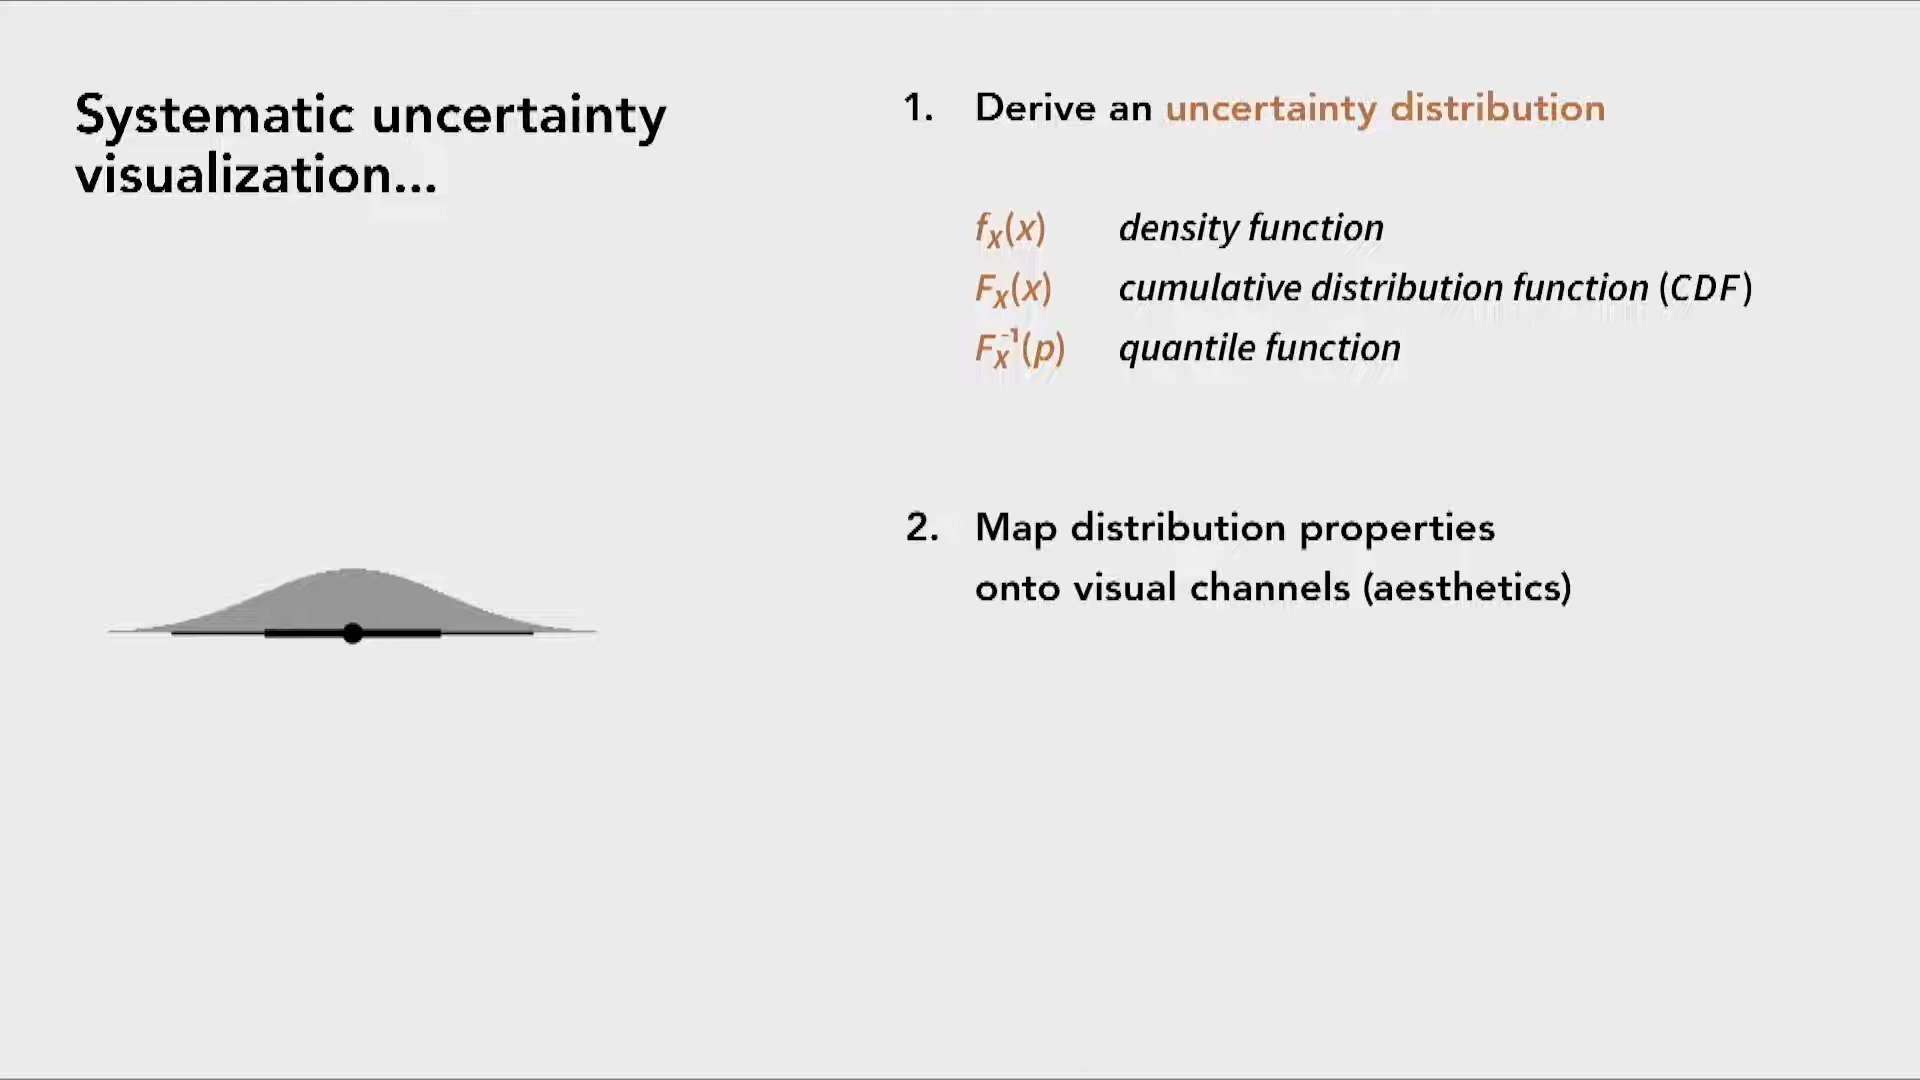 Systematic uncertainty
visualization...
1. Derive an uncertainty distribution
fX(x) density function
FX(x) cumulative distribution function (CDF)
FX⁻¹(p) quantile function
2. Map distribution properties
onto visual channels (aesthetics)